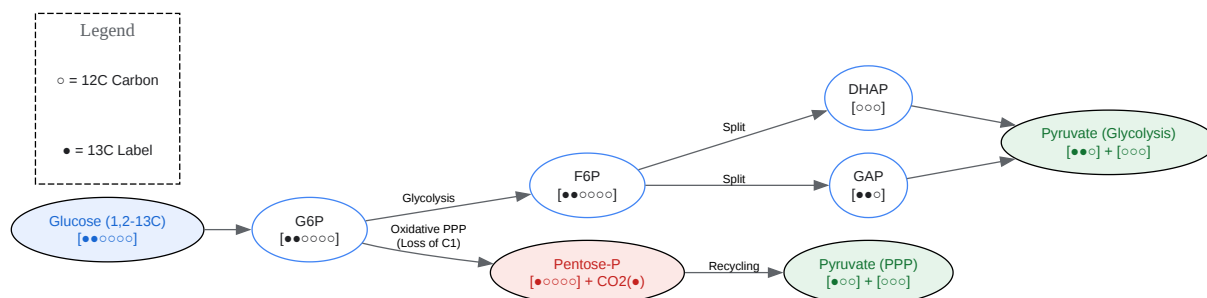 Legend
○ = 12C Carbon
● = 13C Label
Glucose (1,2-13C)
[●●○○○○]
G6P
[●●○○○○]
Glycolysis
Oxidative PPP
(Loss of C1)
F6P
[●●○○○○]
Pentose-P
[●○○○○] + CO2(●)
Split
Split
Recycling
DHAP
[○○○]
GAP
[●●○]
Pyruvate (PPP)
[●○○] + [○○○]
Pyruvate (Glycolysis)
[●●○] + [○○○]